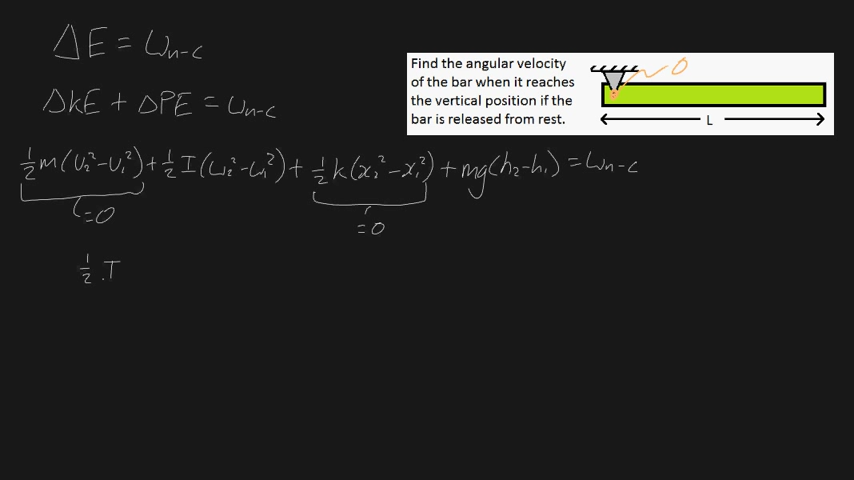 ΔE = Wn-c
ΔKE + ΔPE = Wn-c
Find the angular velocity
of the bar when it reaches
the vertical position if the
bar is released from rest.
O
L
½m(v₂²-v₁²) + ½I(ω₂²-ω₁²) + ½k(x₂²-x₁²) + mg(h₂-h₁) = Wn-c
=0
=0
½ I